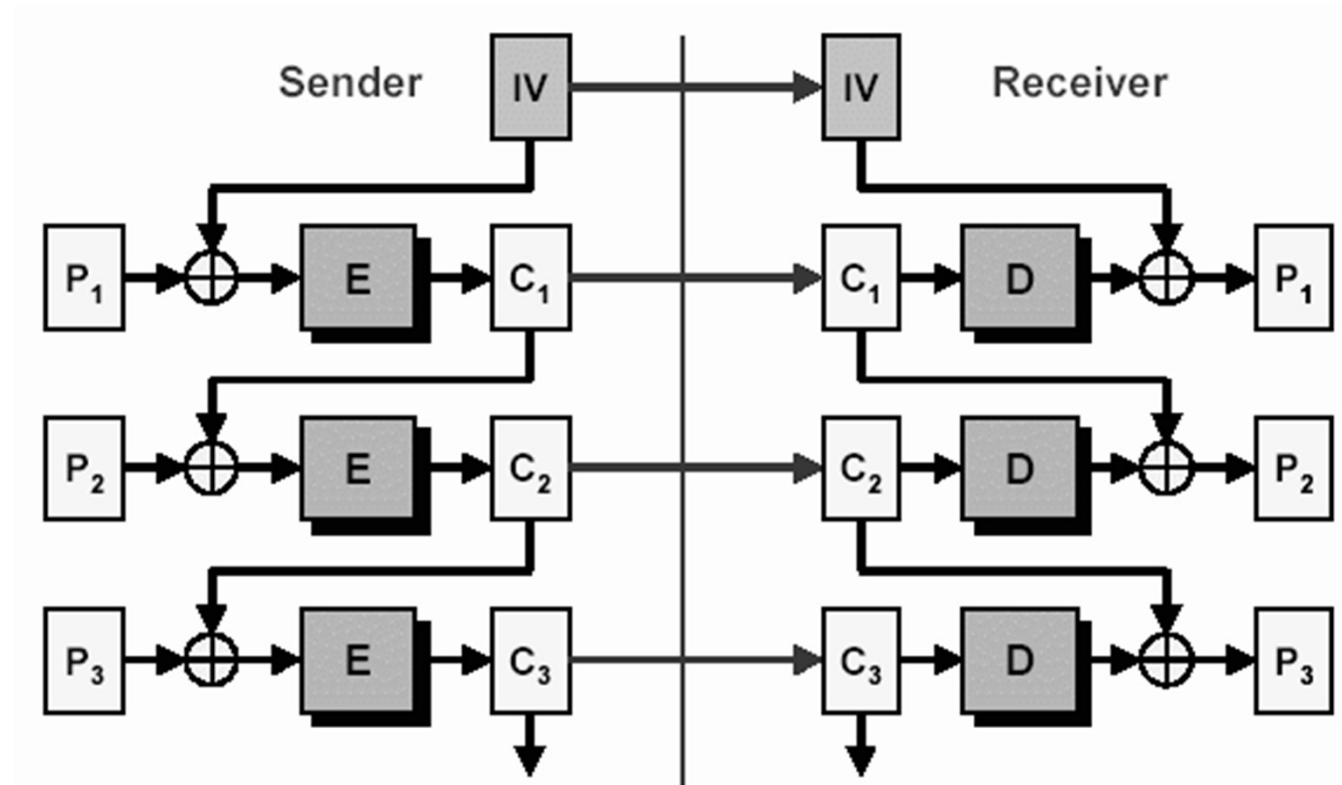 Sender IV IV Receiver
P1 E C1 C1 D P1
P2 E C2 C2 D P2
P3 E C3 C3 D P3